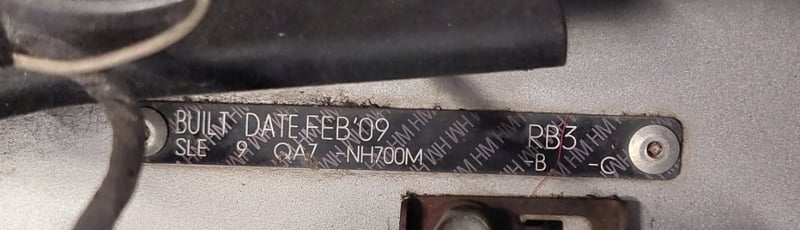 BUILT DATE FEB'09 RB3
SLE 9 QA7 NH700M -B -C